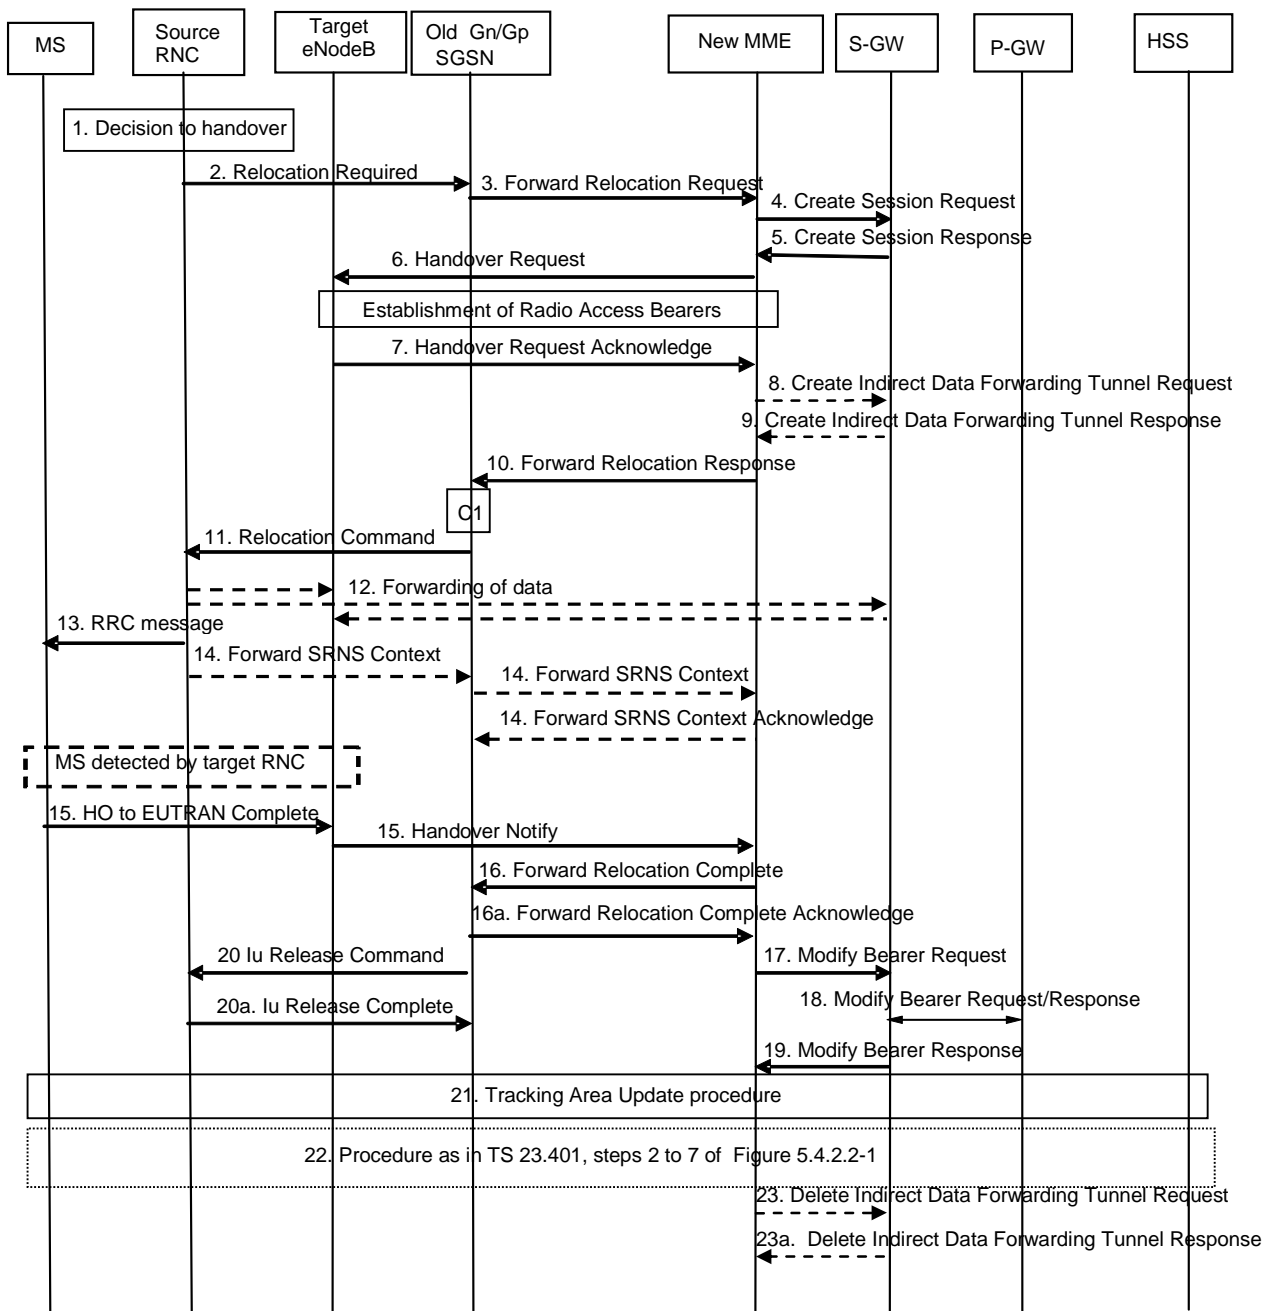 MS
Source
RNC
Target
eNodeB
Old Gn/Gp
SGSN
New MME
S-GW
P-GW
HSS
1. Decision to handover
2. Relocation Required
3. Forward Relocation Request
4. Create Session Request
5. Create Session Response
6. Handover Request
Establishment of Radio Access Bearers
7. Handover Request Acknowledge
8. Create Indirect Data Forwarding Tunnel Request
9. Create Indirect Data Forwarding Tunnel Response
10. Forward Relocation Response
C1
11. Relocation Command
12. Forwarding of data
13. RRC message
14. Forward SRNS Context
14. Forward SRNS Context
14. Forward SRNS Context Acknowledge
MS detected by target RNC
15. HO to EUTRAN Complete
15. Handover Notify
16. Forward Relocation Complete
16a. Forward Relocation Complete Acknowledge
20 Iu Release Command
17. Modify Bearer Request
20a. Iu Release Complete
18. Modify Bearer Request/Response
19. Modify Bearer Response
21. Tracking Area Update procedure
22. Procedure as in TS 23.401, steps 2 to 7 of Figure 5.4.2.2-1
23. Delete Indirect Data Forwarding Tunnel Request
23a. Delete Indirect Data Forwarding Tunnel Response